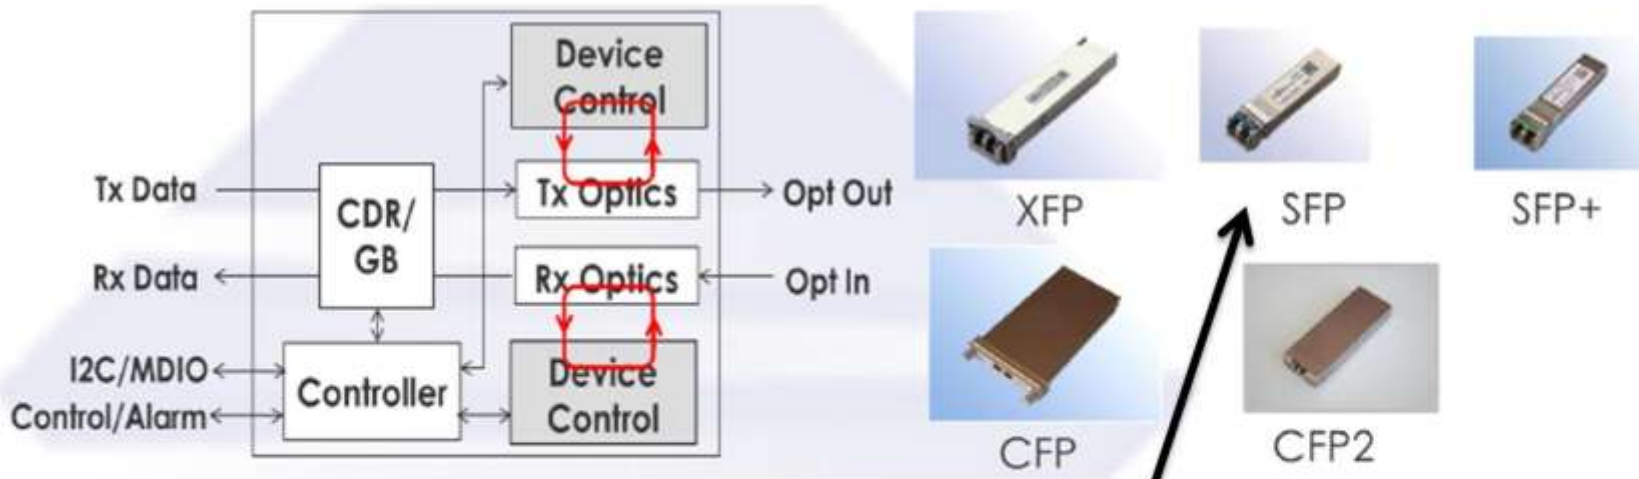 Device
Control
Tx Data
CDR/
GB
Tx Optics
Opt Out
Rx Data
Rx Optics
Opt In
I2C/MDIO
Control/Alarm
Controller
Device
Control
XFP
SFP
SFP+
CFP
CFP2